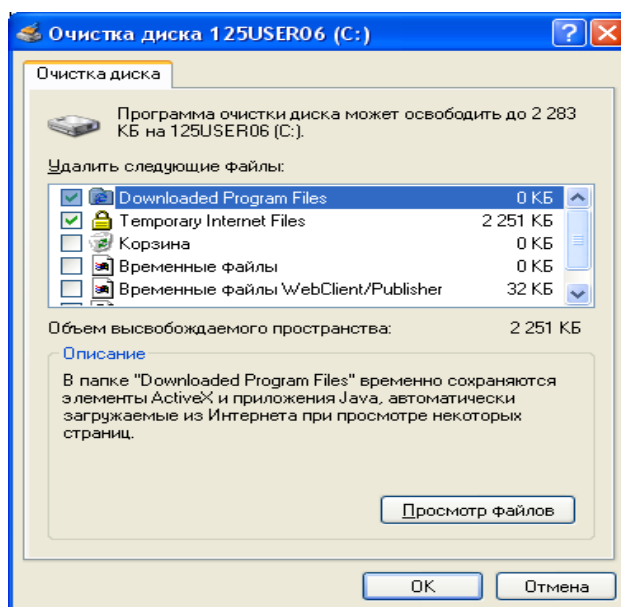 Очистка диска 125USER06 (C:)
Очистка диска
Программа очистки диска может освободить до 2 283
КБ на 125USER06 (C:).
Удалить следующие файлы:
Downloaded Program Files 0 КБ
Temporary Internet Files 2 251 КБ
Корзина 0 КБ
Временные файлы 0 КБ
Временные файлы WebClient/Publisher 32 КБ
Объем высвобождаемого пространства: 2 251 КБ
Описание
В папке "Downloaded Program Files" временно сохраняются
элементы ActiveX и приложения Java, автоматически
загружаемые из Интернета при просмотре некоторых
страниц.
Просмотр файлов
OK Отмена